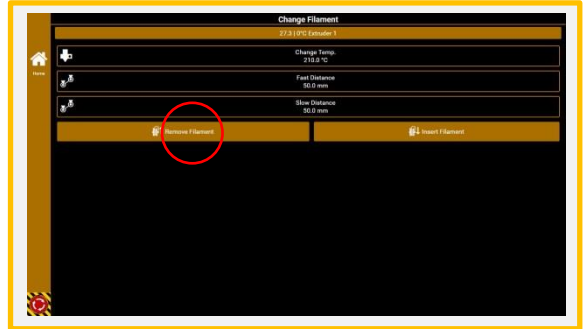 Change Filament
27.3 | 0°C Extruder 1
Home
Change Temp.
210.0 °C
Fast Distance
50.0 mm
Slow Distance
50.0 mm
Remove Filament
Insert Filament